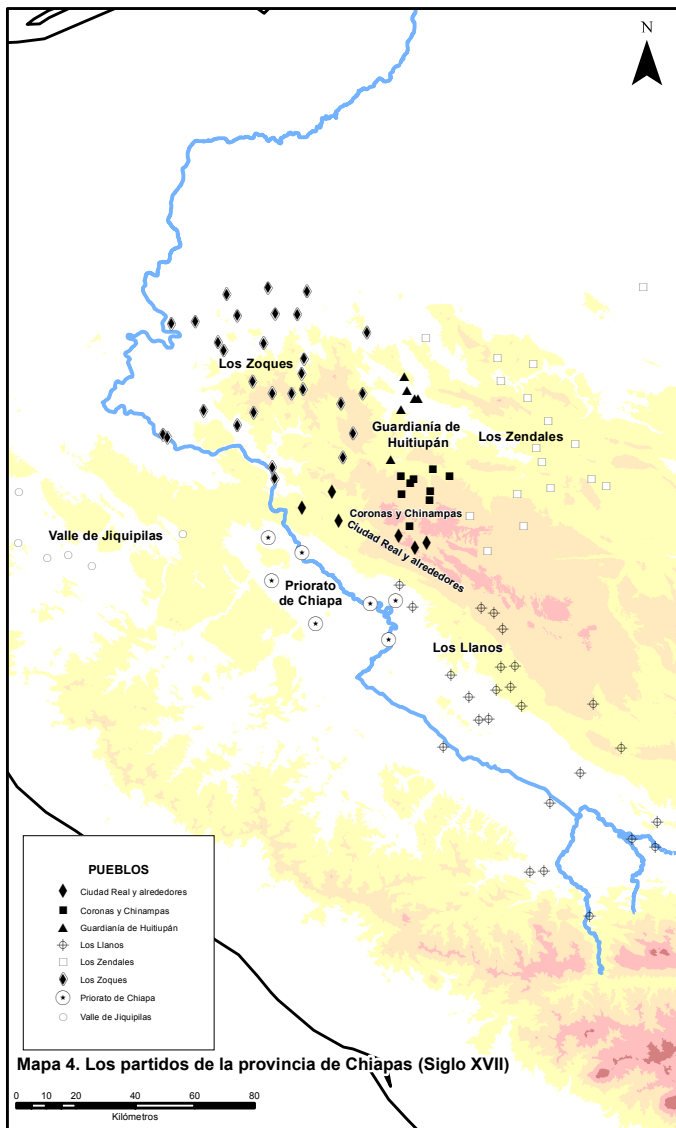 N
Los Zoques
Guardianía de
Huitiupán
Los Zendales
Coronas y Chinampas
Ciudad Real y alrededores
Valle de Jiquipilas
Priorato
de Chiapa
Los Llanos
PUEBLOS
Ciudad Real y alrededores
Coronas y Chinampas
Guardianía de Huitiupán
Los Llanos
Los Zendales
Los Zoques
Priorato de Chiapa
Valle de Jiquipilas
Mapa 4. Los partidos de la provincia de Chiapas (Siglo XVII)
0 10 20 40 60 80
Kilómetros